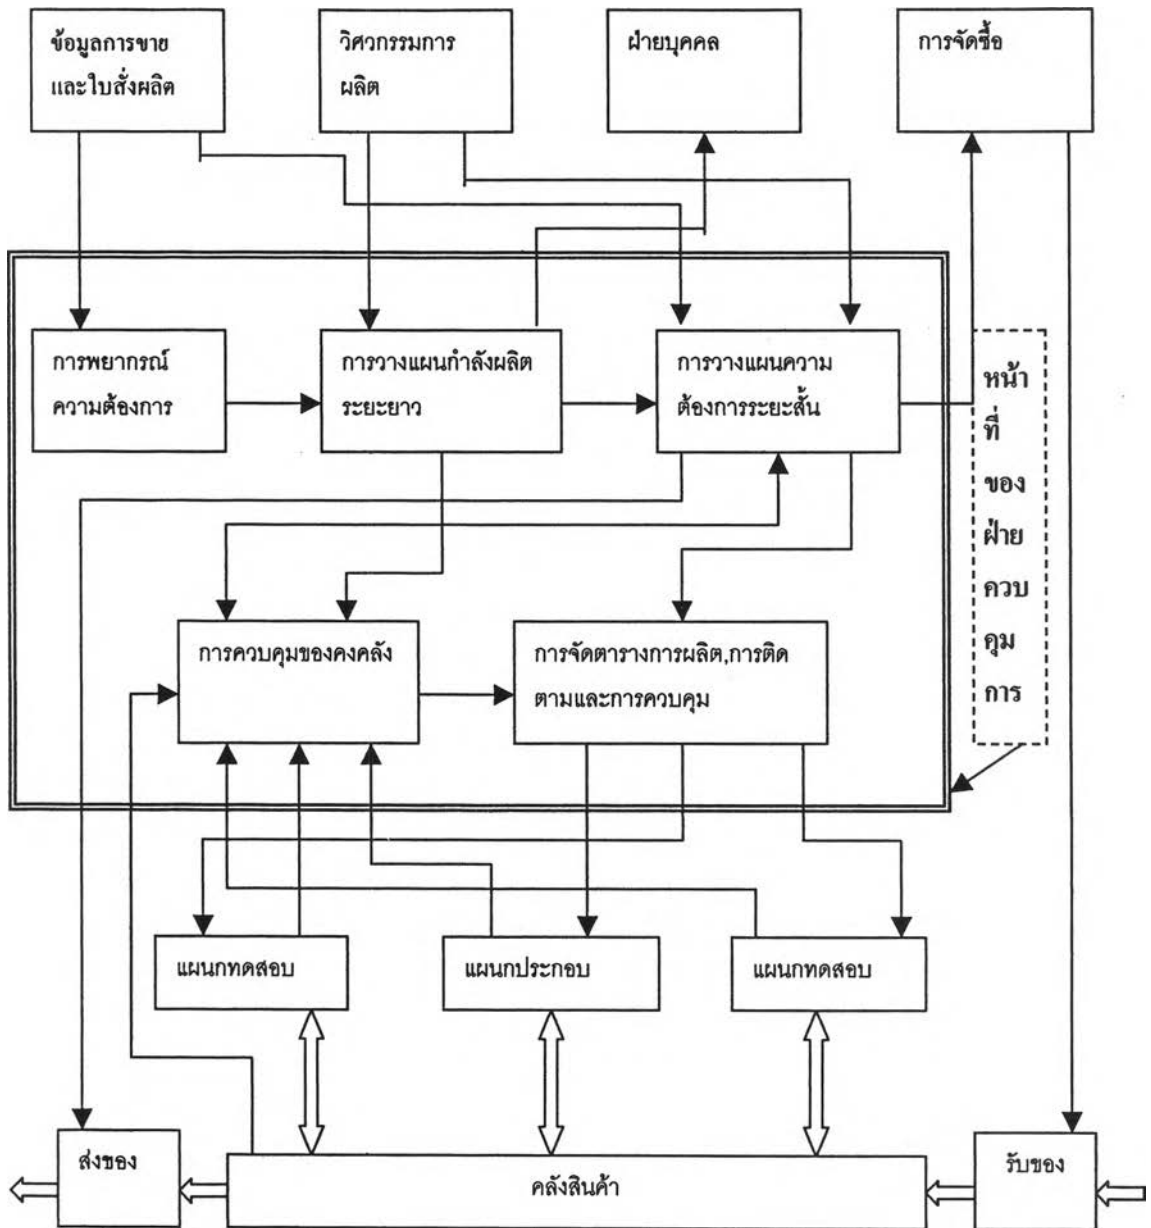 ข้อมูลการขาย
และใบสั่งผลิต
วิศวกรรมการ
ผลิต
ฝ่ายบุคคล
การจัดซื้อ
การพยากรณ์
ความต้องการ
การวางแผนกำลังผลิต
ระยะยาว
การวางแผนความ
ต้องการระยะสั้น
หน้า
ที่
ของ
ฝ่าย
ควบ
คุม
การ
การควบคุมของคงคลัง
การจัดตารางการผลิต,การติด
ตามและการควบคุม
แผนกทดสอบ
แผนกประกอบ
แผนกทดสอบ
ส่งของ
คลังสินค้า
รับของ